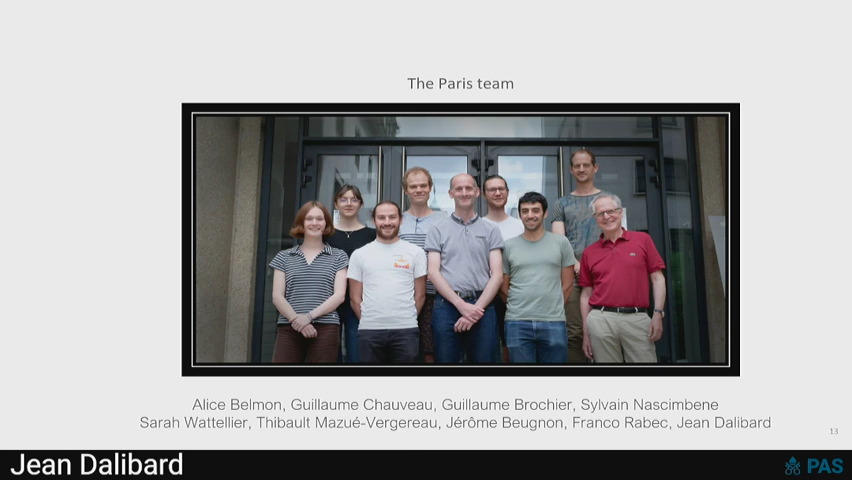 The Paris team
Alice Belmon, Guillaume Chauveau, Guillaume Brochier, Sylvain Nascimbene
Sarah Wattellier, Thibault Mazué-Vergereau, Jérôme Beugnon, Franco Rabec, Jean Dalibard
13
Jean Dalibard
PAS